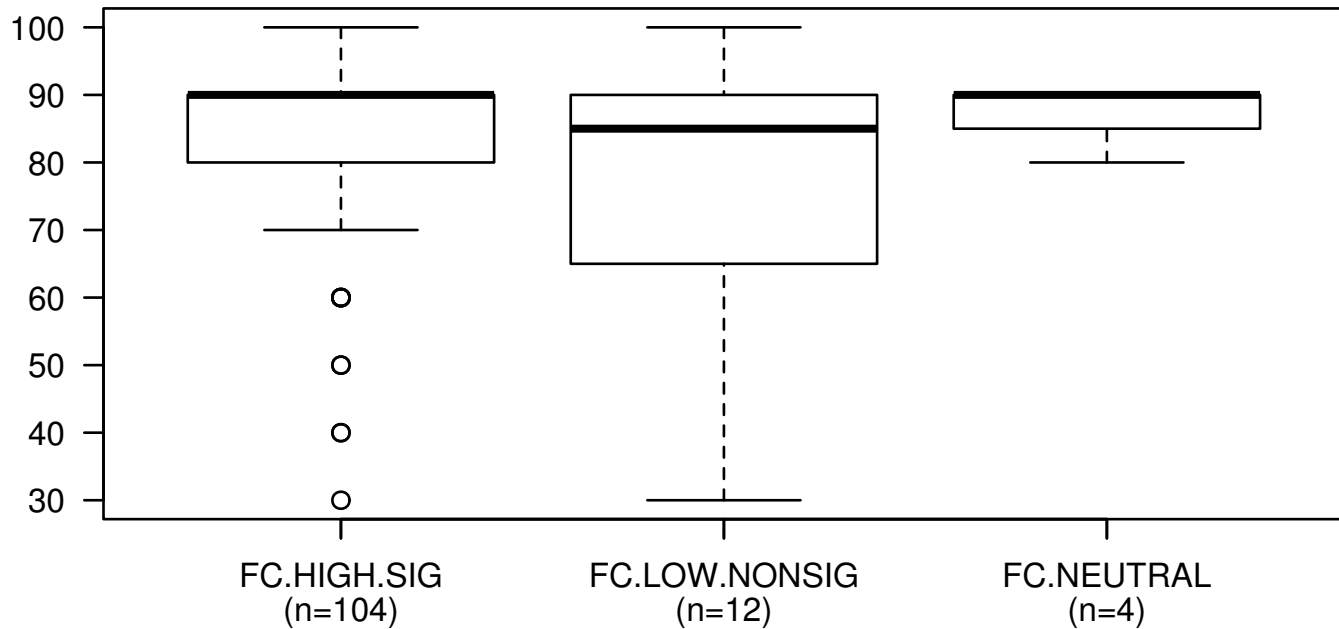 100
90
80
70
60
50
40
30
FC.HIGH.SIG
(n=104)
FC.LOW.NONSIG
(n=12)
FC.NEUTRAL
(n=4)